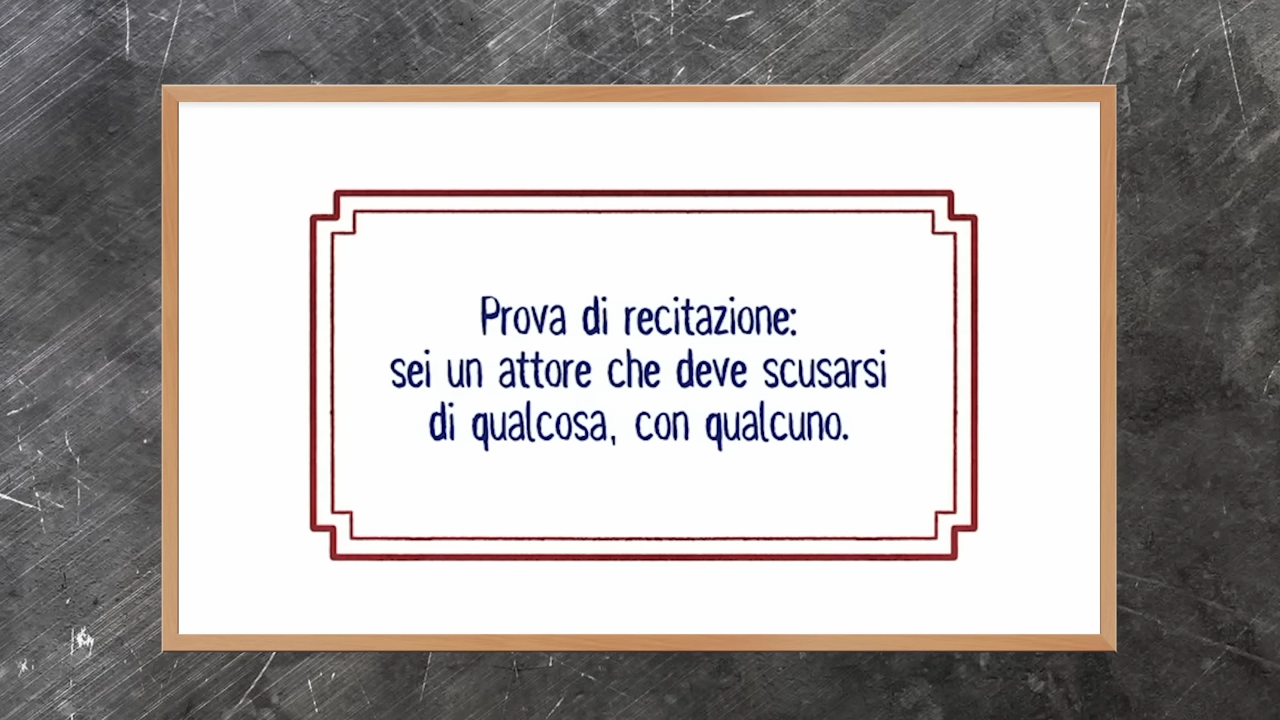 Prova di recitazione:
sei un attore che deve scusarsi
di qualcosa, con qualcuno.